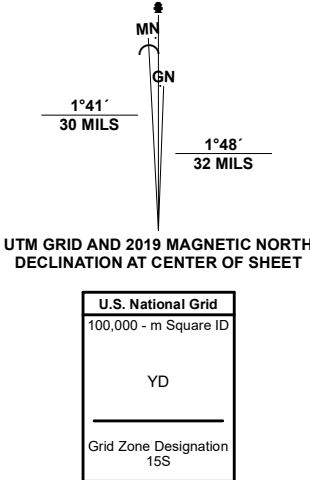 MN
GN
1°41´
30 MILS
1°48´
32 MILS
UTM GRID AND 2019 MAGNETIC NORTH
DECLINATION AT CENTER OF SHEET
U.S. National Grid
100,000 - m Square ID
YD
Grid Zone Designation
15S